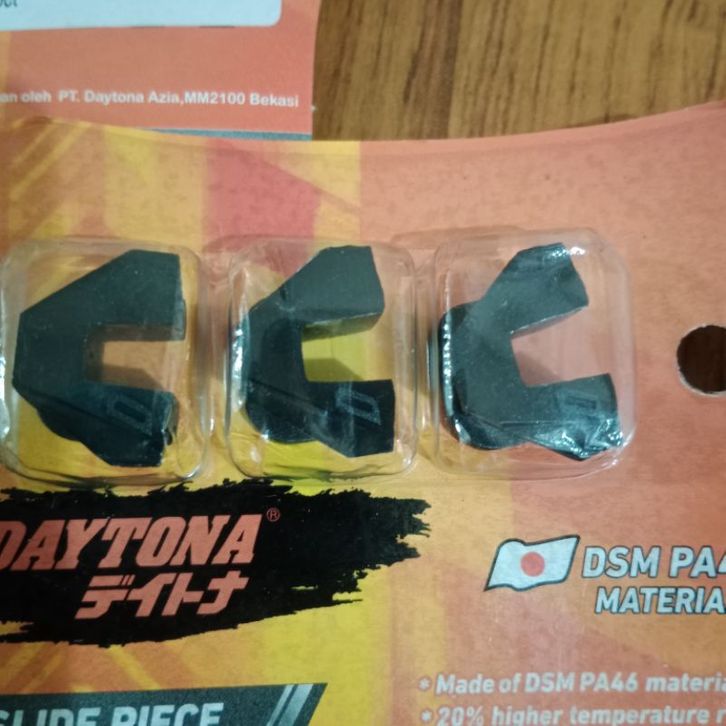 oleh PT. Daytona Azia,MM2100 Bekasi
DAYTONA®
デイトナ
DSM PA4
MATERIA
* Made of DSM PA46 materia
SLIDE PIECE
* 20% higher temperature